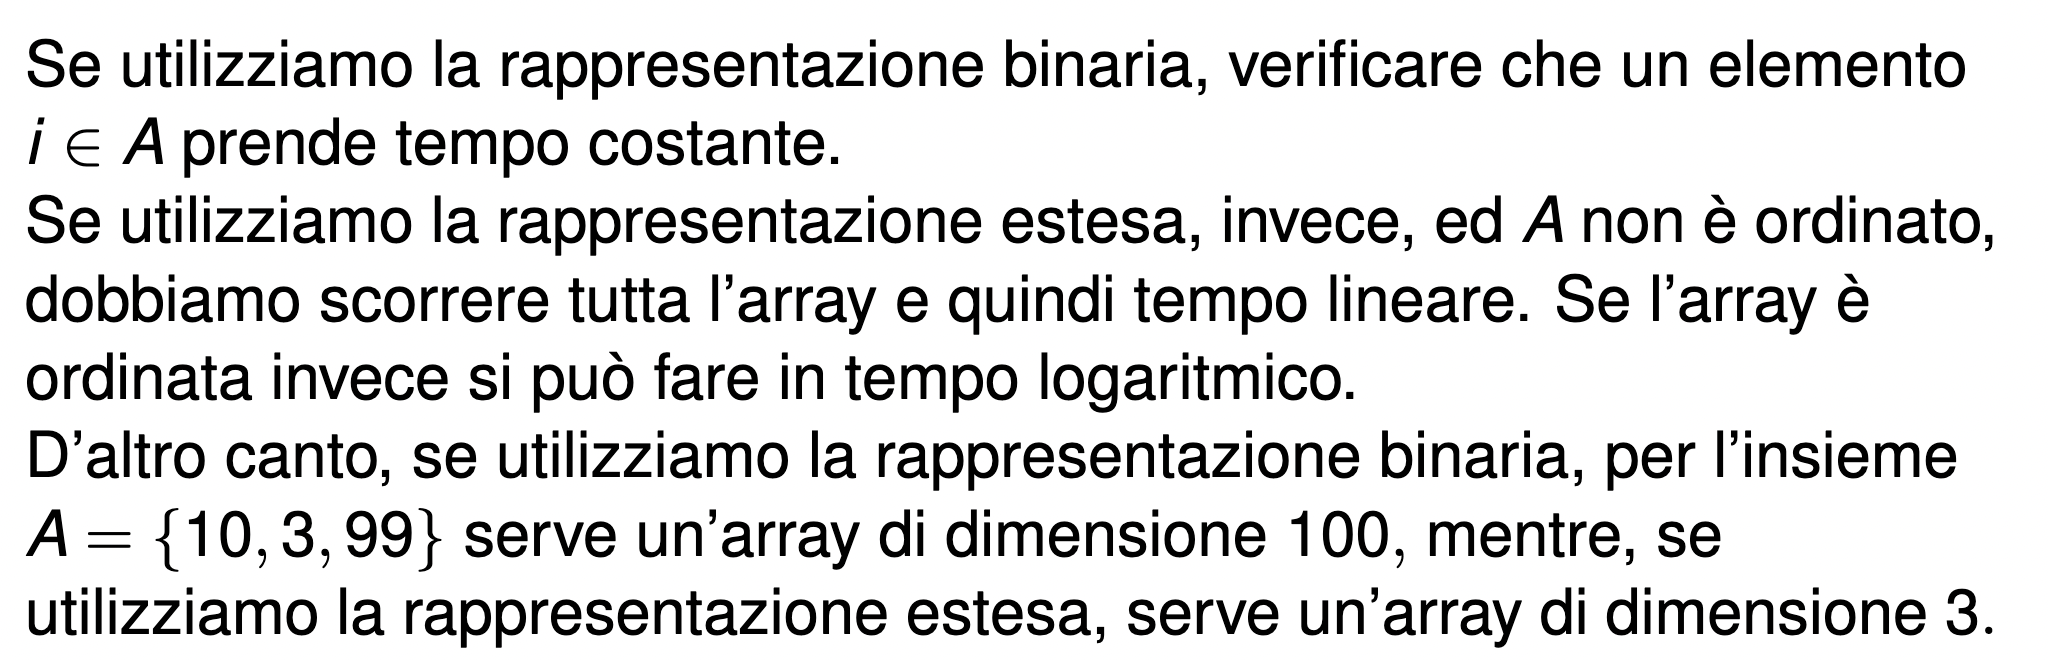 Se utilizziamo la rappresentazione binaria, verificare che un elemento
i ∈ A prende tempo costante.
Se utilizziamo la rappresentazione estesa, invece, ed A non è ordinato,
dobbiamo scorrere tutta l'array e quindi tempo lineare. Se l'array è
ordinata invece si può fare in tempo logaritmico.
D'altro canto, se utilizziamo la rappresentazione binaria, per l'insieme
A = {10, 3, 99} serve un'array di dimensione 100, mentre, se
utilizziamo la rappresentazione estesa, serve un'array di dimensione 3.